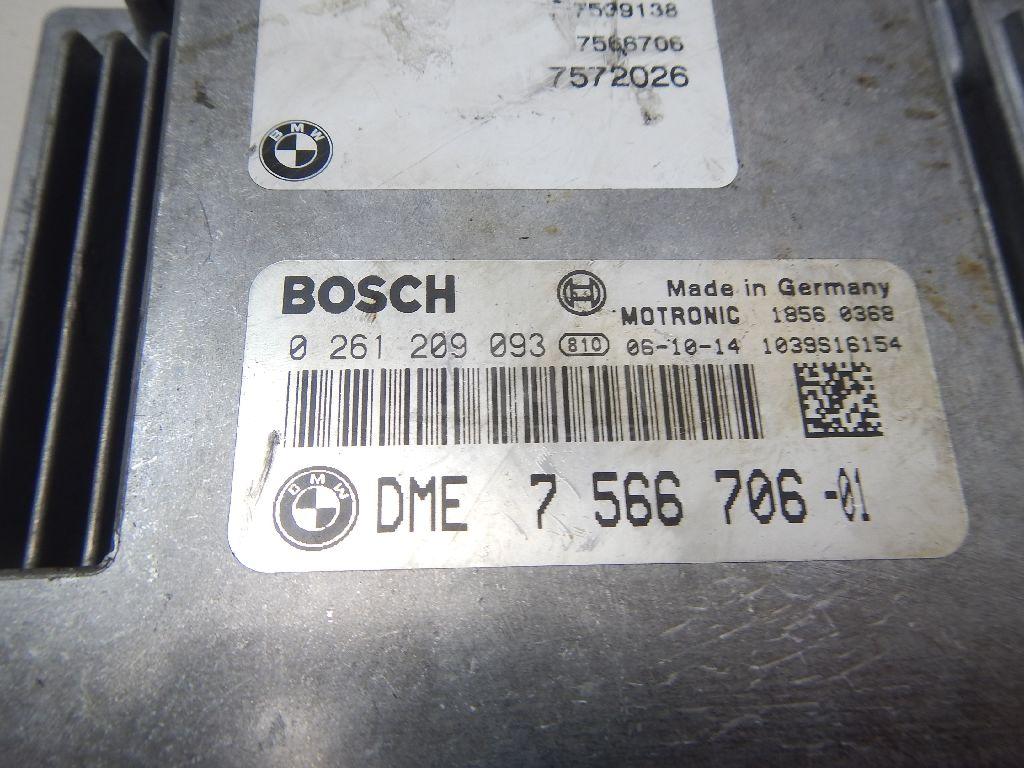 7539138
7566706
7572026
BMW
BOSCH
Made in Germany
MOTRONIC 1856 0368
0 261 209 093 810 06-10-14 1039S16154
BMW DME 7 566 706-01